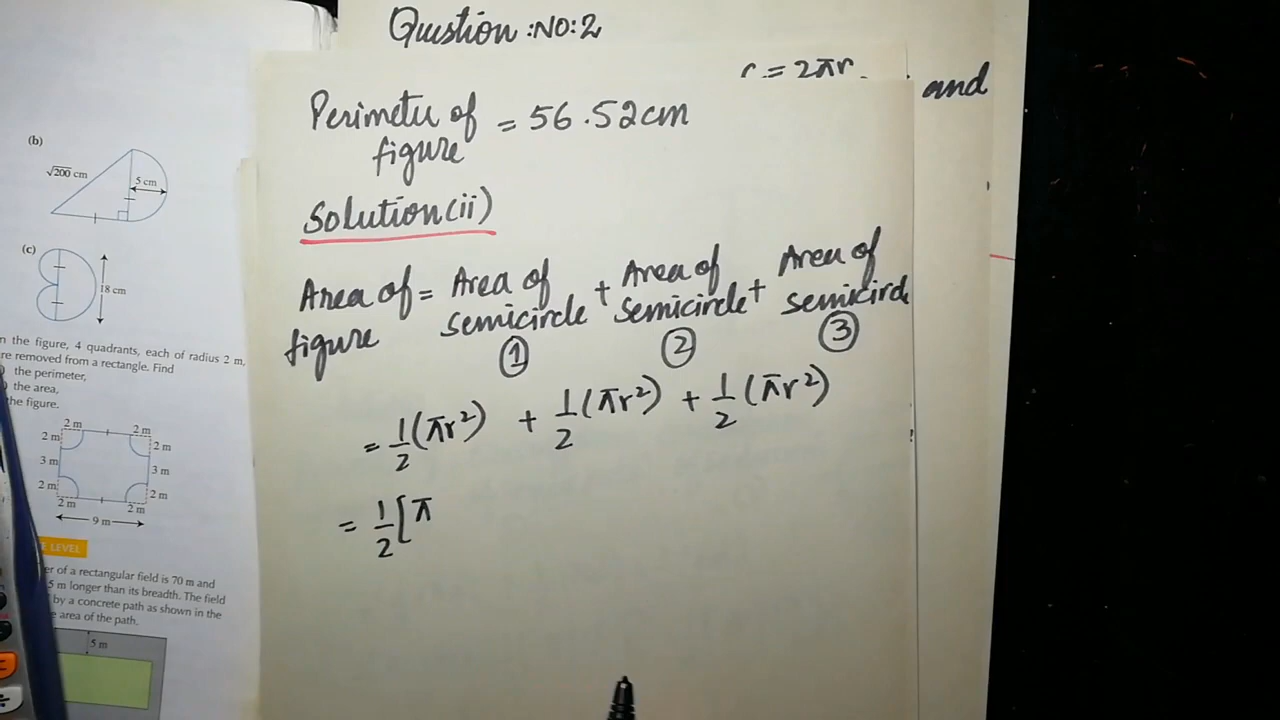 Question :NO:2
c = 2πr.
and
Perimeter of figure = 56.52cm
Solution(ii)
Area of figure = Area of semicircle ① + Area of semicircle ② + Area of semicircle ③
= 1/2 (πr²) + 1/2 (πr²) + 1/2 (πr²)
= 1/2 [π
(b)
√200 cm
5 cm
(c)
18 cm
n the figure, 4 quadrants, each of radius 2 m,
re removed from a rectangle. Find
the perimeter,
the area,
the figure.
2 m
2 m
2 m
2 m
3 m
3 m
2 m
2 m
2 m
2 m
9 m
E LEVEL
er of a rectangular field is 70 m and
5 m longer than its breadth. The field
by a concrete path as shown in the
e area of the path.
5 m